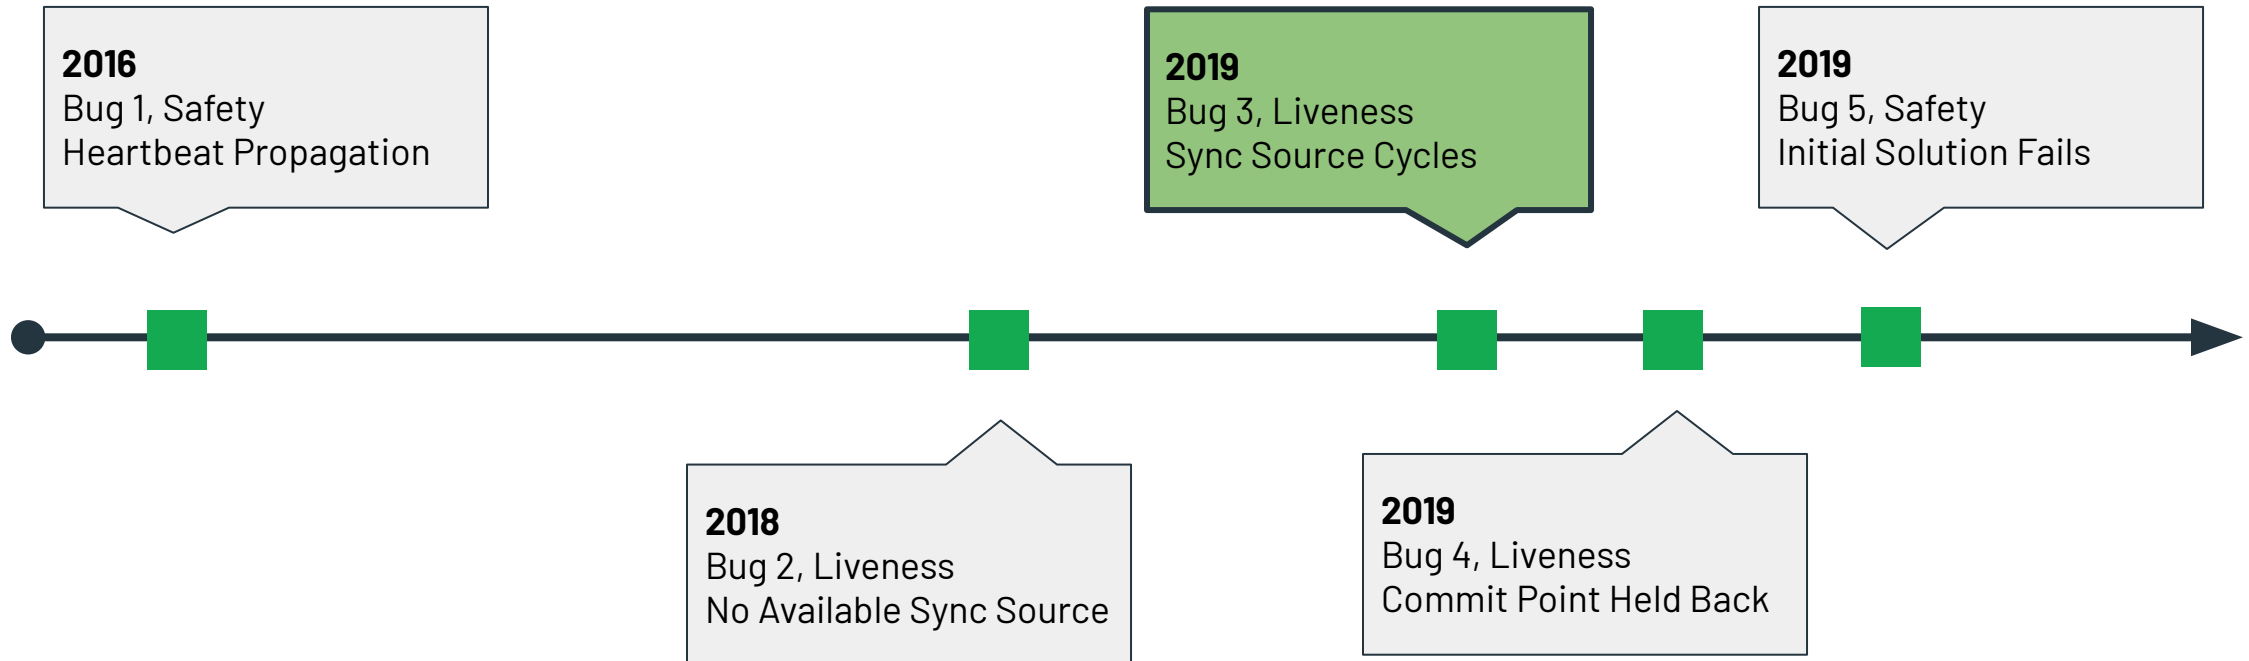 2016
Bug 1, Safety
Heartbeat Propagation
2018
Bug 2, Liveness
No Available Sync Source
2019
Bug 3, Liveness
Sync Source Cycles
2019
Bug 4, Liveness
Commit Point Held Back
2019
Bug 5, Safety
Initial Solution Fails